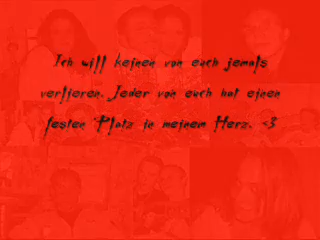 Ich will keinen von euch jemals
verlieren. Jeder von euch hat einen
festen Platz in meinem Herz. <3